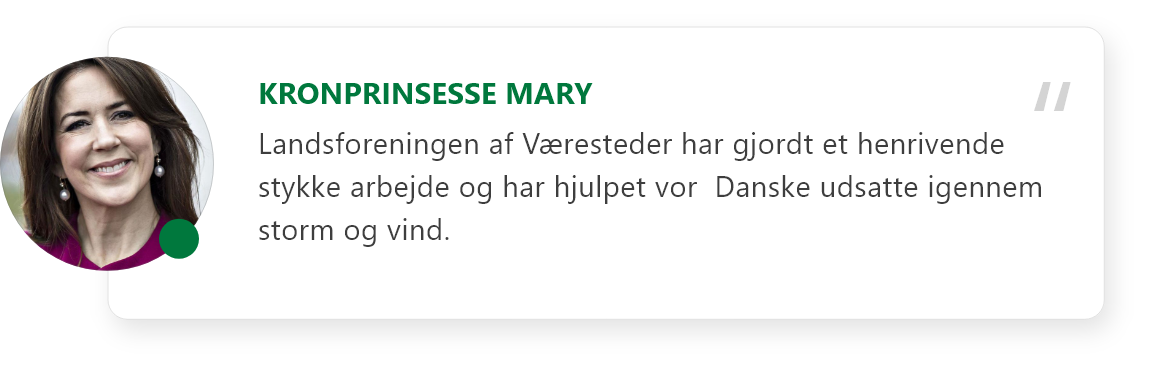 KRONPRINSESSE MARY
Landsforeningen af Væresteder har gjordt et henrivende
stykke arbejde og har hjulpet vor  Danske udsatte igennem
storm og vind.